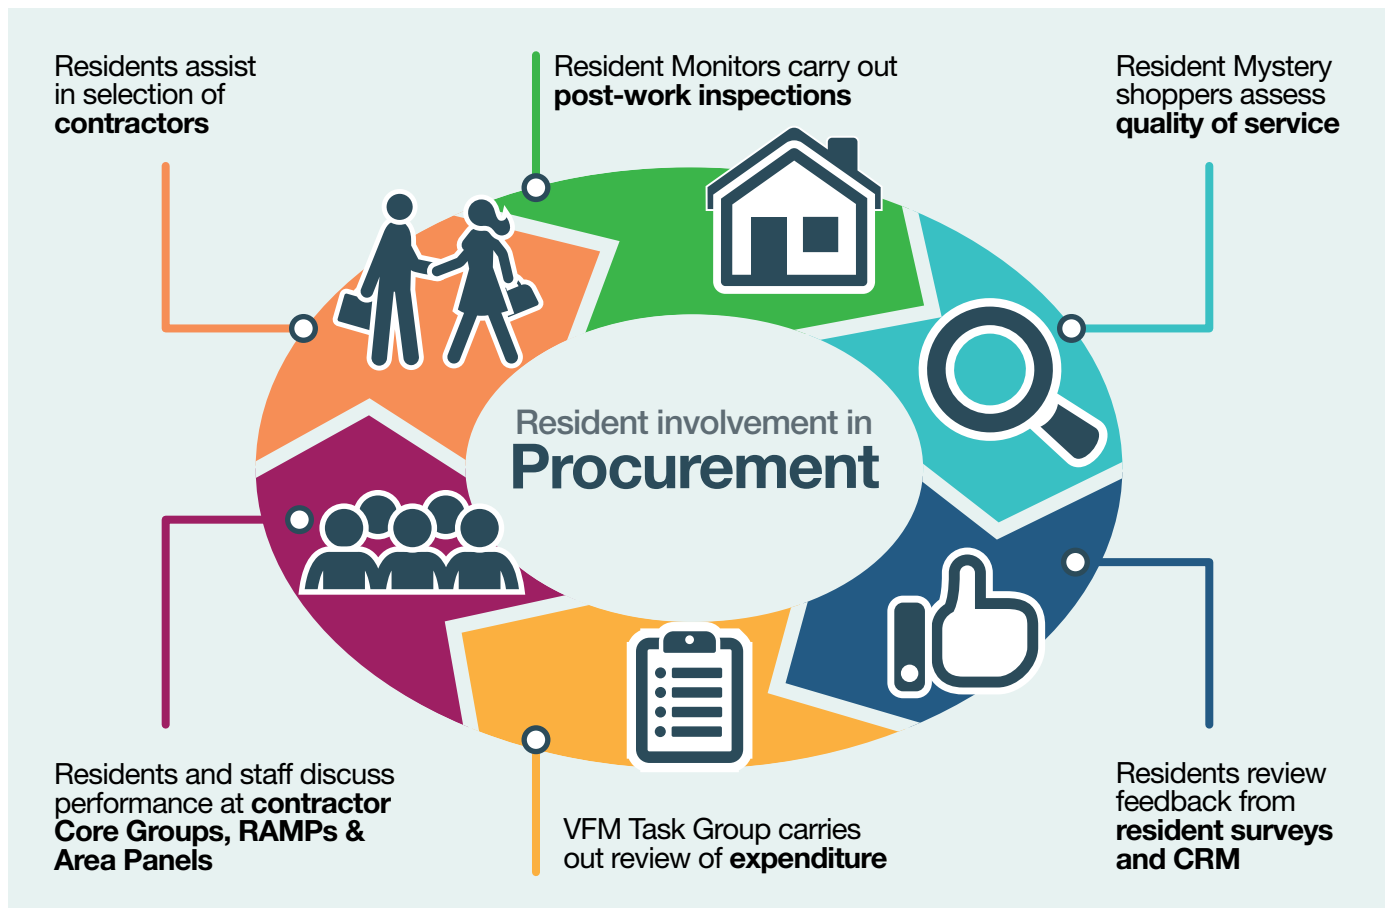 Residents assist
in selection of
contractors
Resident Monitors carry out
post-work inspections
Resident Mystery
shoppers assess
quality of service
Resident involvement in
Procurement
Residents and staff discuss
performance at contractor
Core Groups, RAMPs &
Area Panels
VFM Task Group carries
out review of expenditure
Residents review
feedback from
resident surveys
and CRM